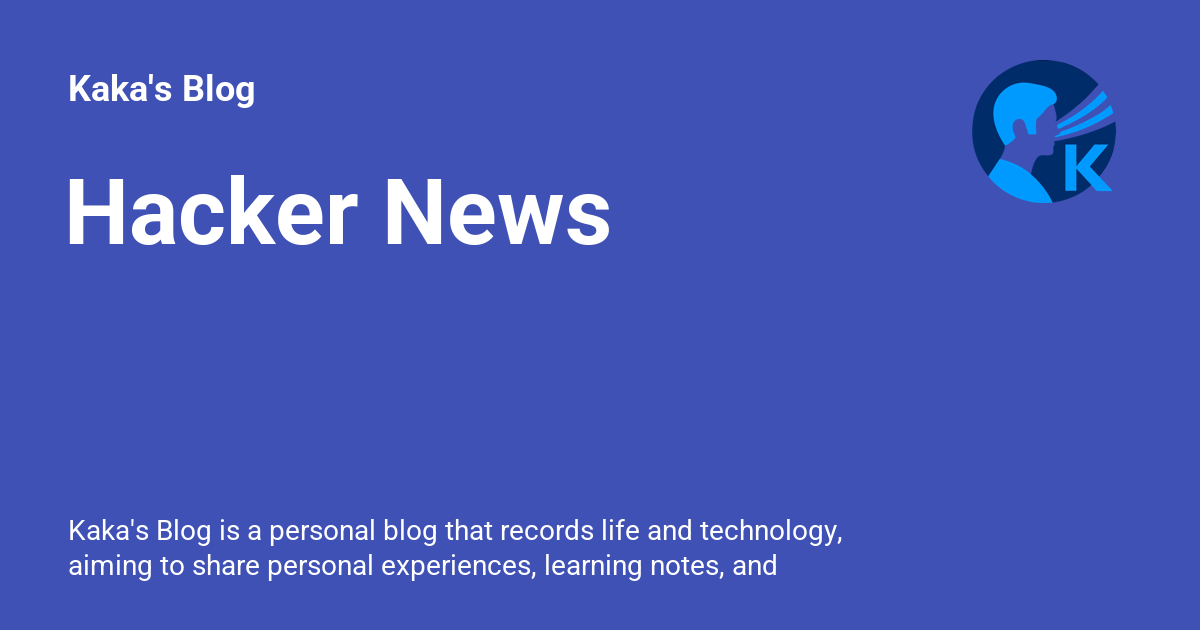 Kaka's Blog
Hacker News
K
Kaka's Blog is a personal blog that records life and technology,
aiming to share personal experiences, learning notes, and